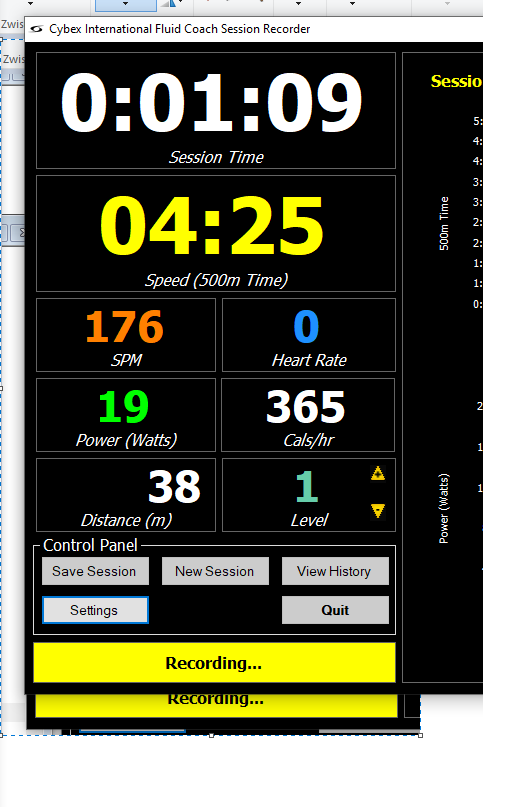 Zwis
Cybex International Fluid Coach Session Recorder
Zwis
0:01:09
Session Time
04:25
Speed (500m Time)
176
SPM
0
Heart Rate
19
Power (Watts)
365
Cals/hr
38
Distance (m)
1
Level
Control Panel
Save Session
New Session
View History
Settings
Quit
Recording...
Recording...
Sessio
5:
4:
4:
3:
3:
2:
2:
1:
1:
0:
500m Time
2
1
1
Power (Watts)